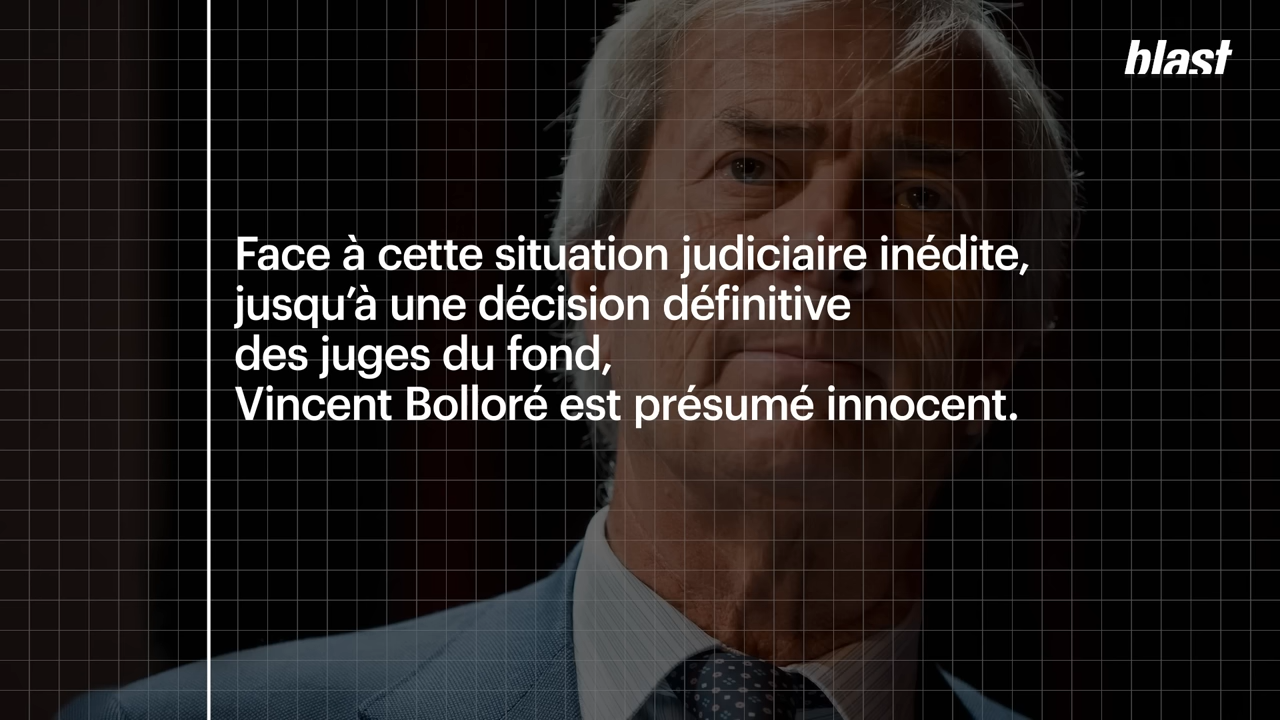 blast
Face à cette situation judiciaire inédite,
jusqu’à une décision définitive
des juges du fond,
Vincent Bolloré est présumé innocent.